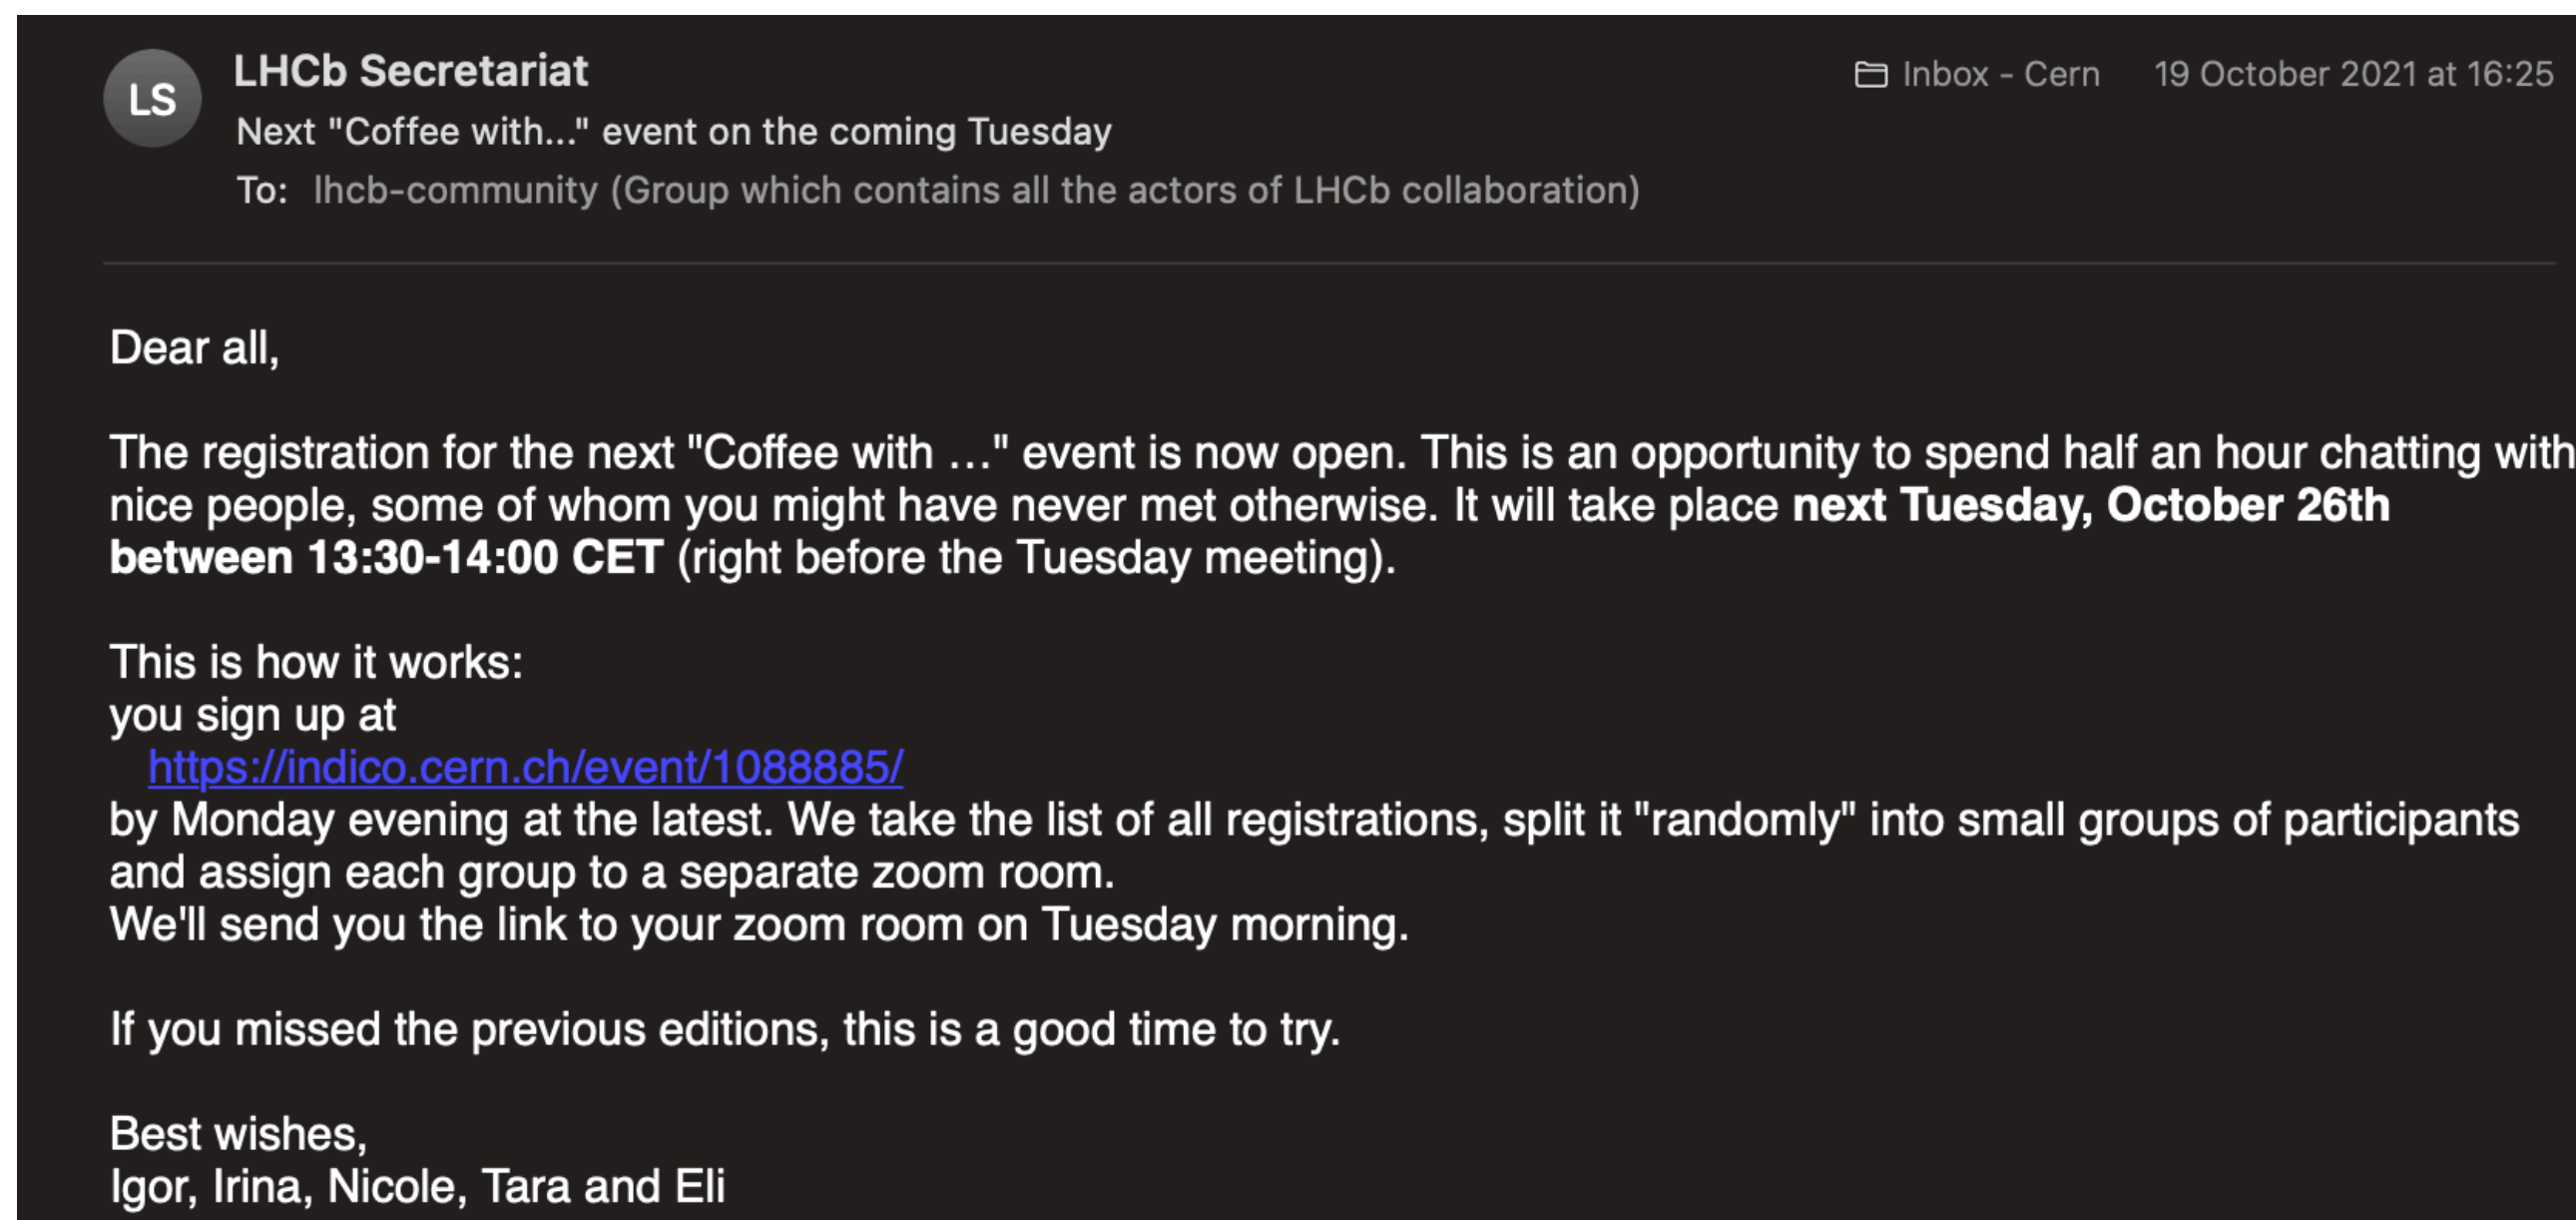 LS
LHCb Secretariat
Inbox - Cern 19 October 2021 at 16:25
Next "Coffee with..." event on the coming Tuesday
To: lhcb-community (Group which contains all the actors of LHCb collaboration)
Dear all,
The registration for the next "Coffee with …" event is now open. This is an opportunity to spend half an hour chatting with
nice people, some of whom you might have never met otherwise. It will take place next Tuesday, October 26th
between 13:30-14:00 CET (right before the Tuesday meeting).
This is how it works:
you sign up at
https://indico.cern.ch/event/1088885/
by Monday evening at the latest. We take the list of all registrations, split it "randomly" into small groups of participants
and assign each group to a separate zoom room.
We'll send you the link to your zoom room on Tuesday morning.
If you missed the previous editions, this is a good time to try.
Best wishes,
Igor, Irina, Nicole, Tara and Eli